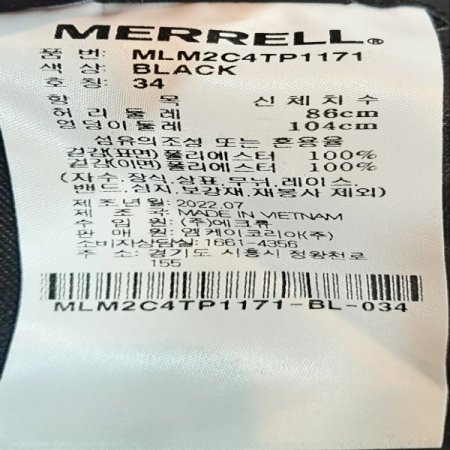 MERRELL®
품 번: MLM2C4TP1171
색 상: BLACK
호 칭: 34
항 목 신체치수
허리둘레 86cm
엉덩이둘레 104cm
섬유의조성 또는 혼용율
겉감(표면) 폴리에스터 100%
겉감(이면) 폴리에스터 100%
(자수,장식,상표,무늬,레이스,
밴드,심지,보강재,재봉사 제외)
제조년월: 2022.07
제 조 국: MADE IN VIETNAM
수 입 원: (주)에크류
판 매 원: 엠케이코리아(주)
소비자상담실: 1661-4356
주 소: 경기도 시흥시 정왕천로
155
MLM2C4TP1171-BL-034